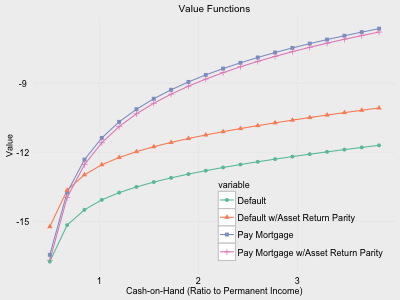 Value Functions
-9
-12
-15
Value
variable
Default
Default w/Asset Return Parity
Pay Mortgage
Pay Mortgage w/Asset Return Parity
1
2
3
Cash-on-Hand (Ratio to Permanent Income)